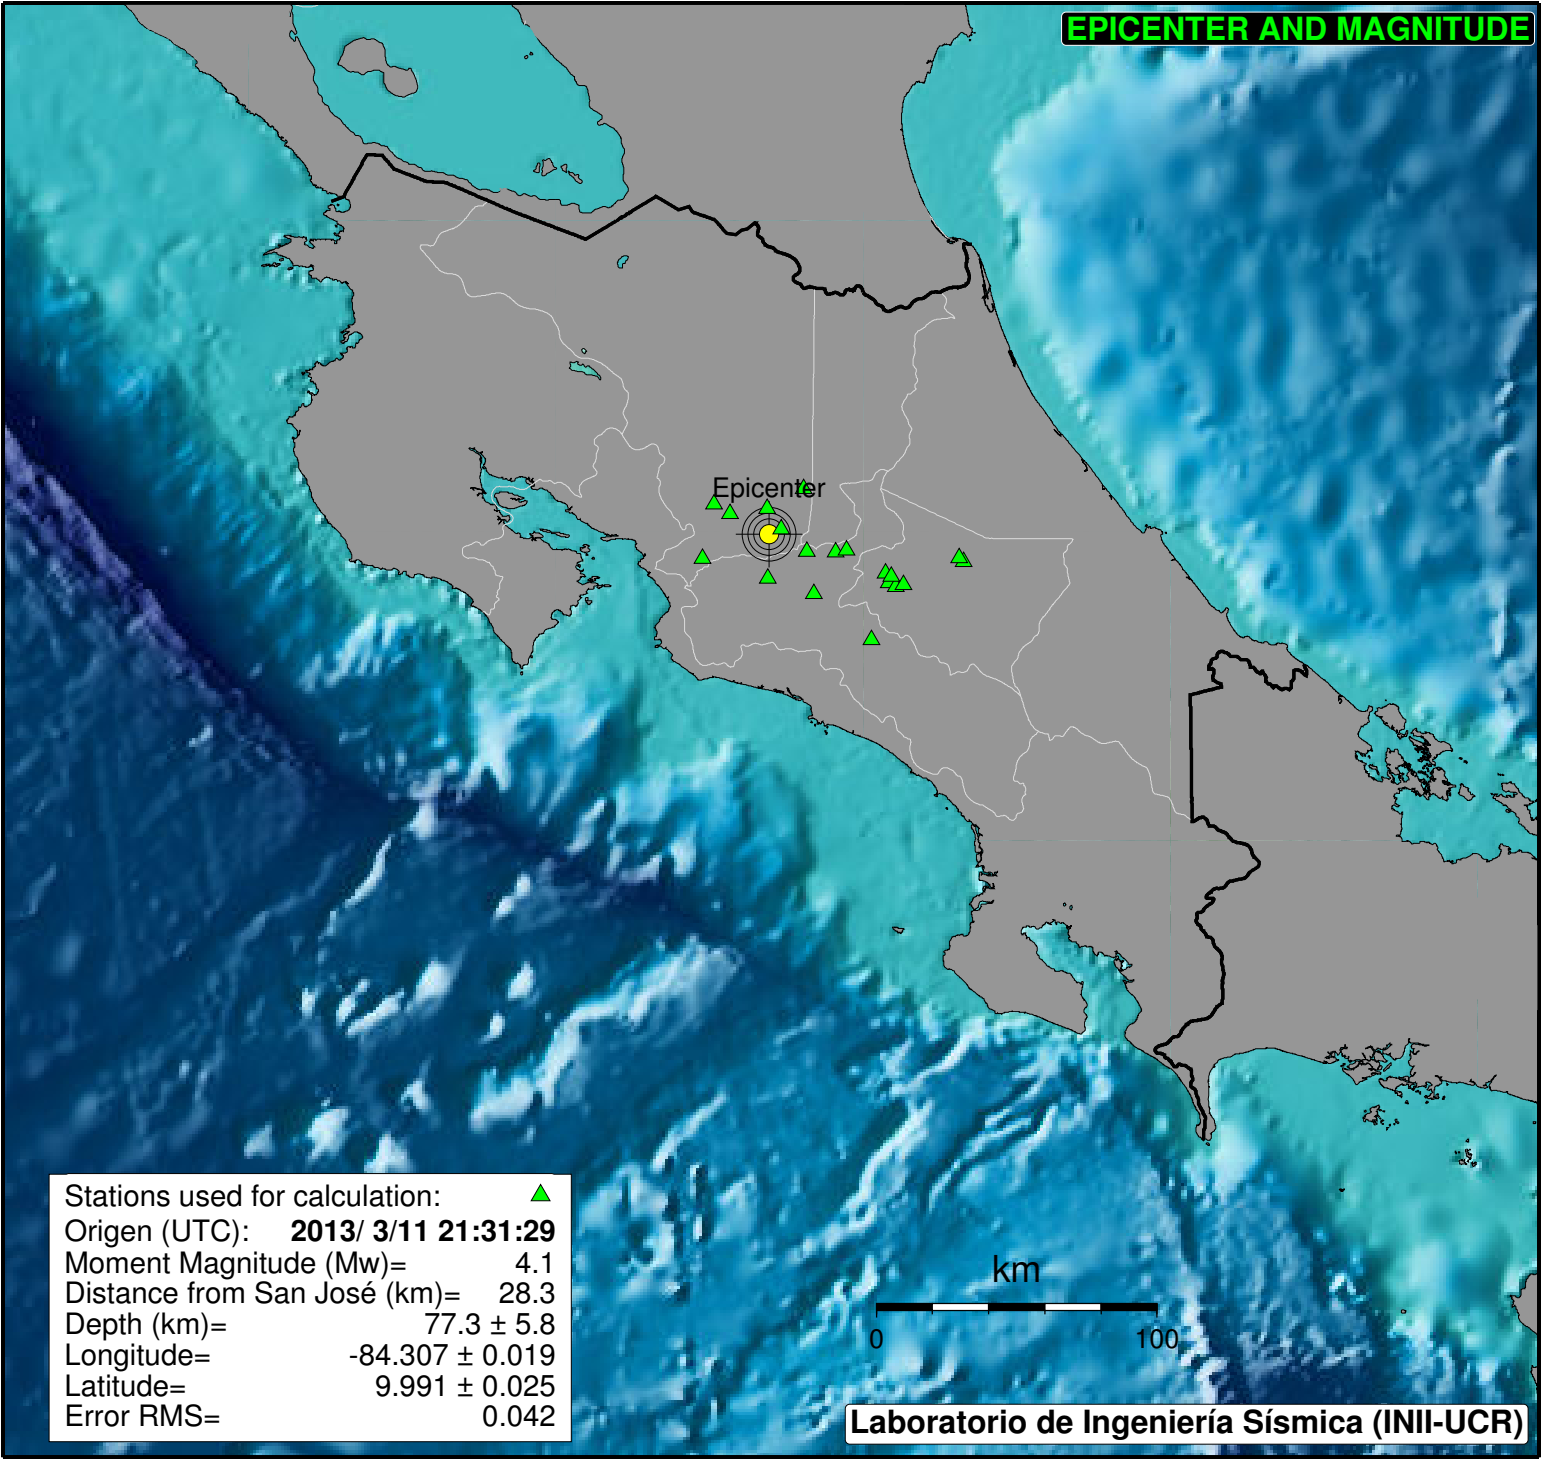 EPICENTER AND MAGNITUDE
Epicenter
Stations used for calculation:
Origen (UTC): 2013/ 3/11 21:31:29
Moment Magnitude (Mw)= 4.1
Distance from San José (km)= 28.3
Depth (km)= 77.3 ± 5.8
Longitude= -84.307 ± 0.019
Latitude= 9.991 ± 0.025
Error RMS= 0.042
km
0 100
Laboratorio de Ingeniería Sísmica (INII-UCR)